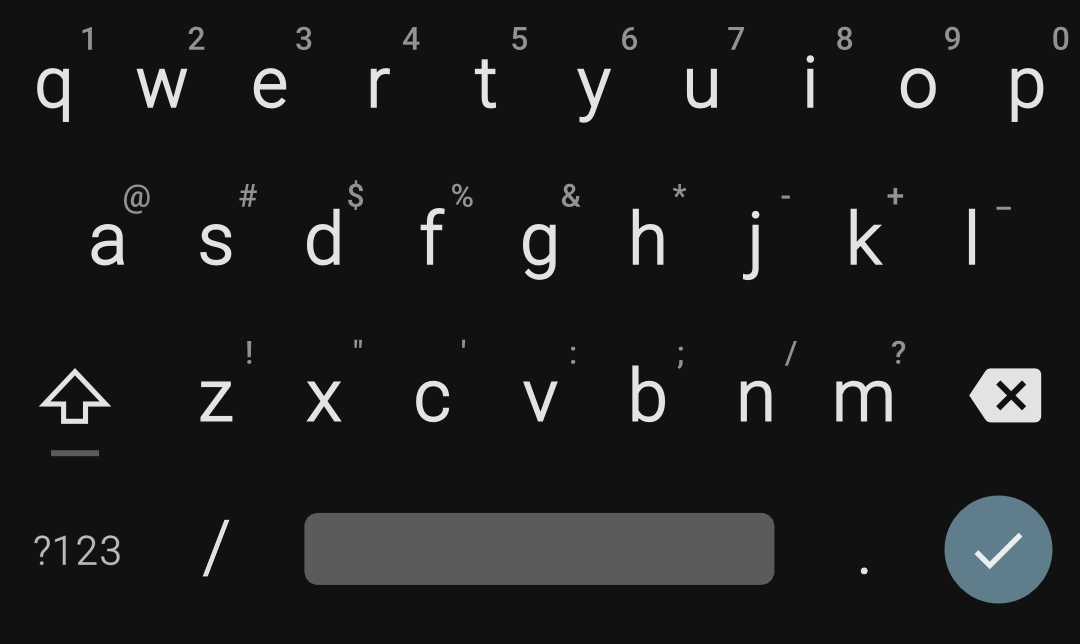 1 2 3 4 5 6 7 8 9 0
q w e r t y u i o p
@ # $ % & * - + _
a s d f g h j k l
! " ' : ; / ?
z x c v b n m
?123 / .